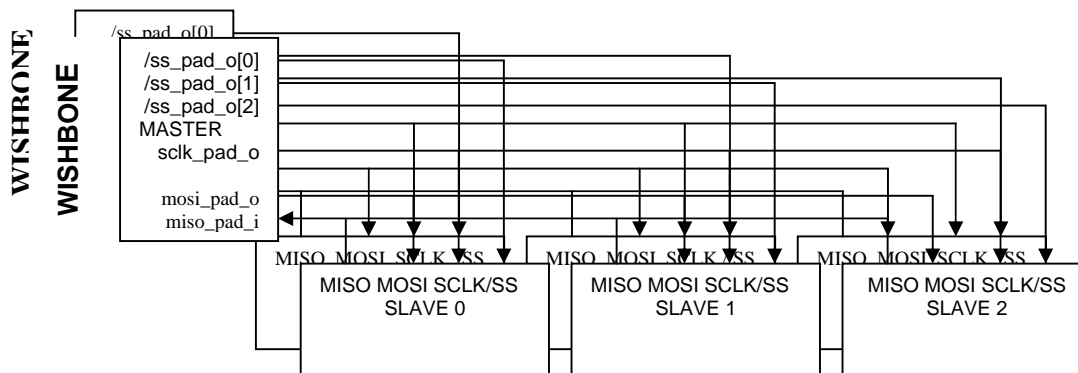 WISHBONE
WISHBONE
/ss_pad_o[0]
/ss_pad_o[0]
/ss_pad_o[1]
/ss_pad_o[2]
MASTER
sclk_pad_o
mosi_pad_o
miso_pad_i
MISO MOSI SCLK /SS
MISO MOSI SCLK /SS
MISO MOSI SCLK /SS
MISO MOSI SCLK/SS
SLAVE 0
MISO MOSI SCLK/SS
SLAVE 1
MISO MOSI SCLK/SS
SLAVE 2